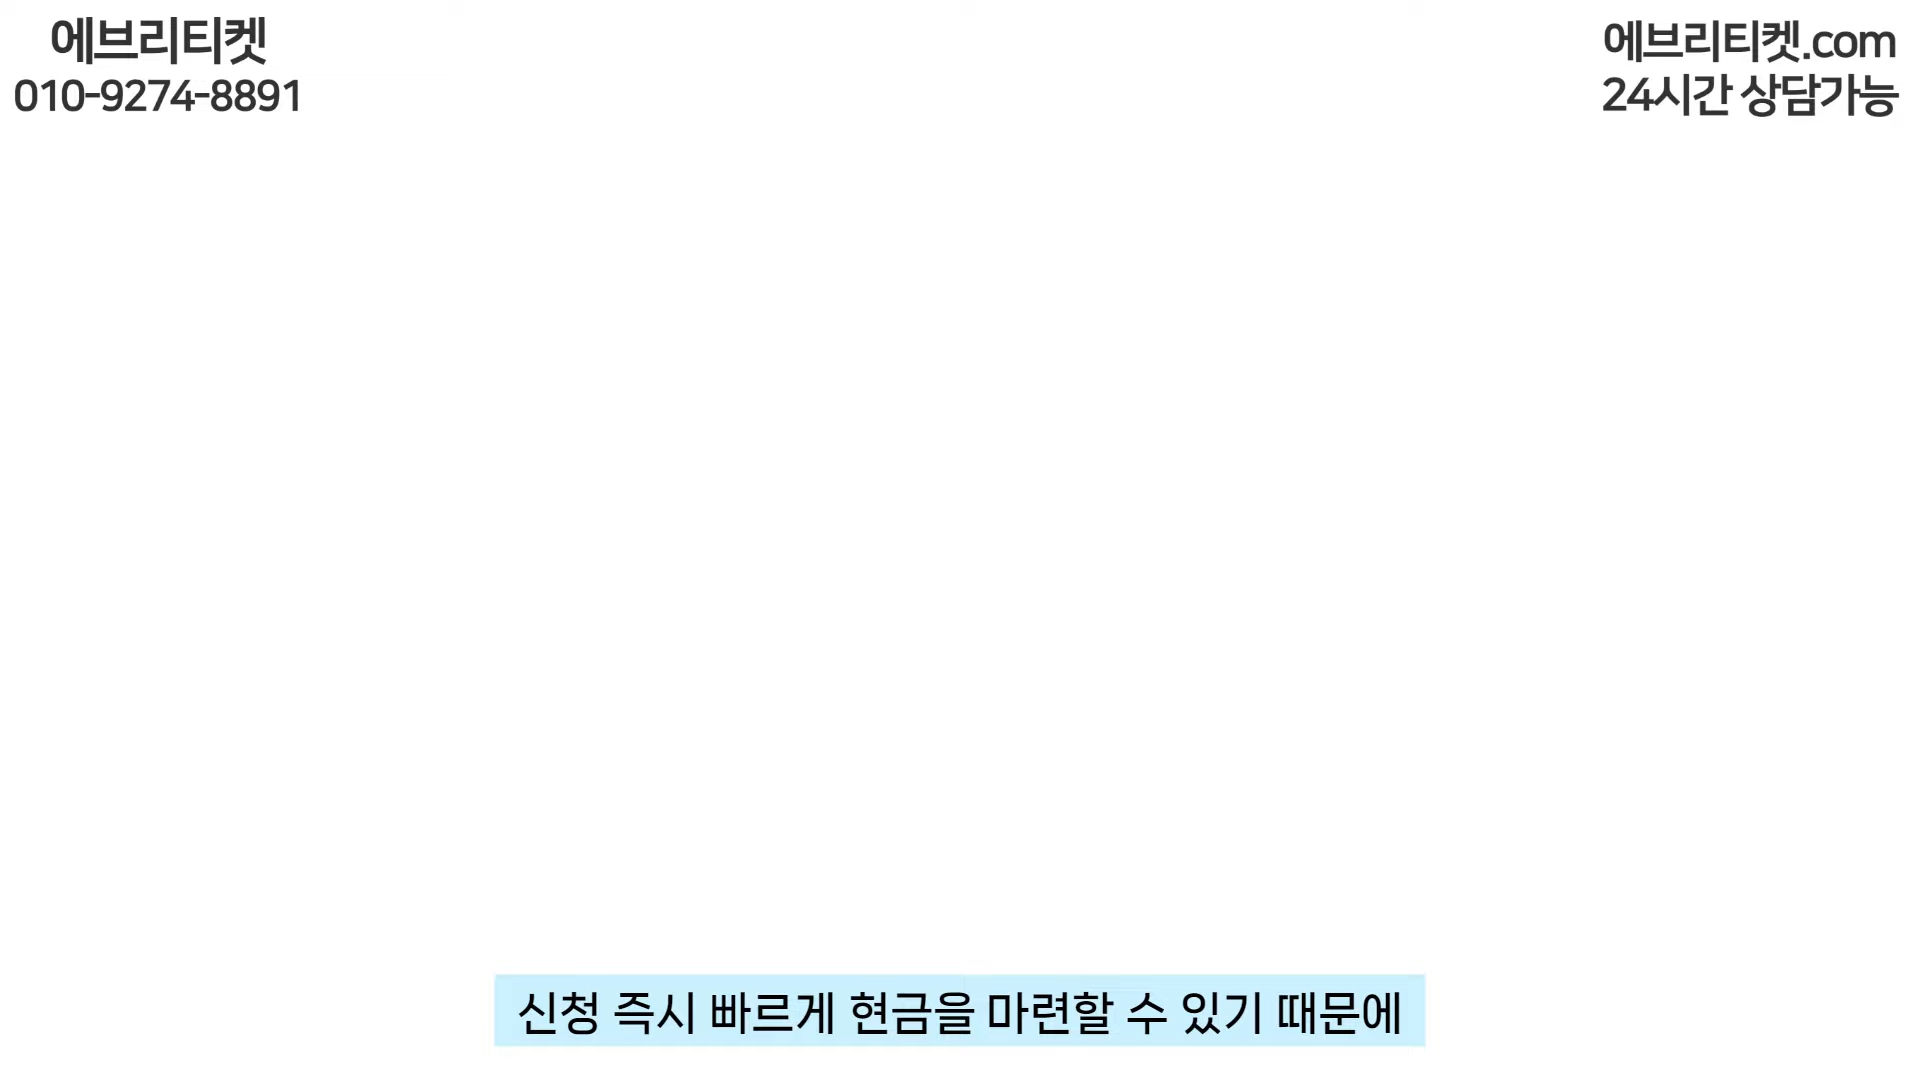 에브리티켓
010-9274-8891
에브리티켓.com
24시간 상담가능
신청 즉시 빠르게 현금을 마련할 수 있기 때문에